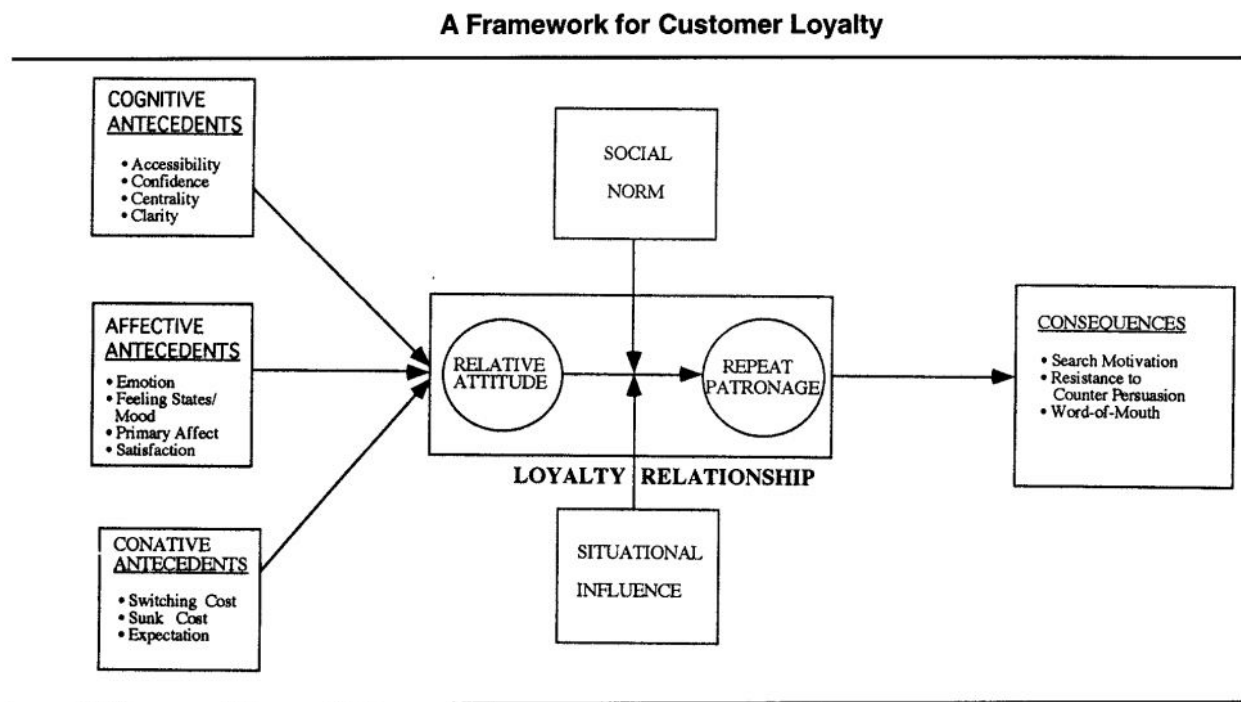 A Framework for Customer Loyalty
COGNITIVE
ANTECEDENTS
• Accessibility
• Confidence
• Centrality
• Clarity
SOCIAL
NORM
AFFECTIVE
ANTECEDENTS
• Emotion
• Feeling States/
Mood
• Primary Affect
• Satisfaction
RELATIVE
ATTITUDE
REPEAT
PATRONAGE
LOYALTY RELATIONSHIP
CONSEQUENCES
• Search Motivation
• Resistance to
Counter Persuasion
• Word-of-Mouth
CONATIVE
ANTECEDENTS
• Switching Cost
• Sunk Cost
• Expectation
SITUATIONAL
INFLUENCE